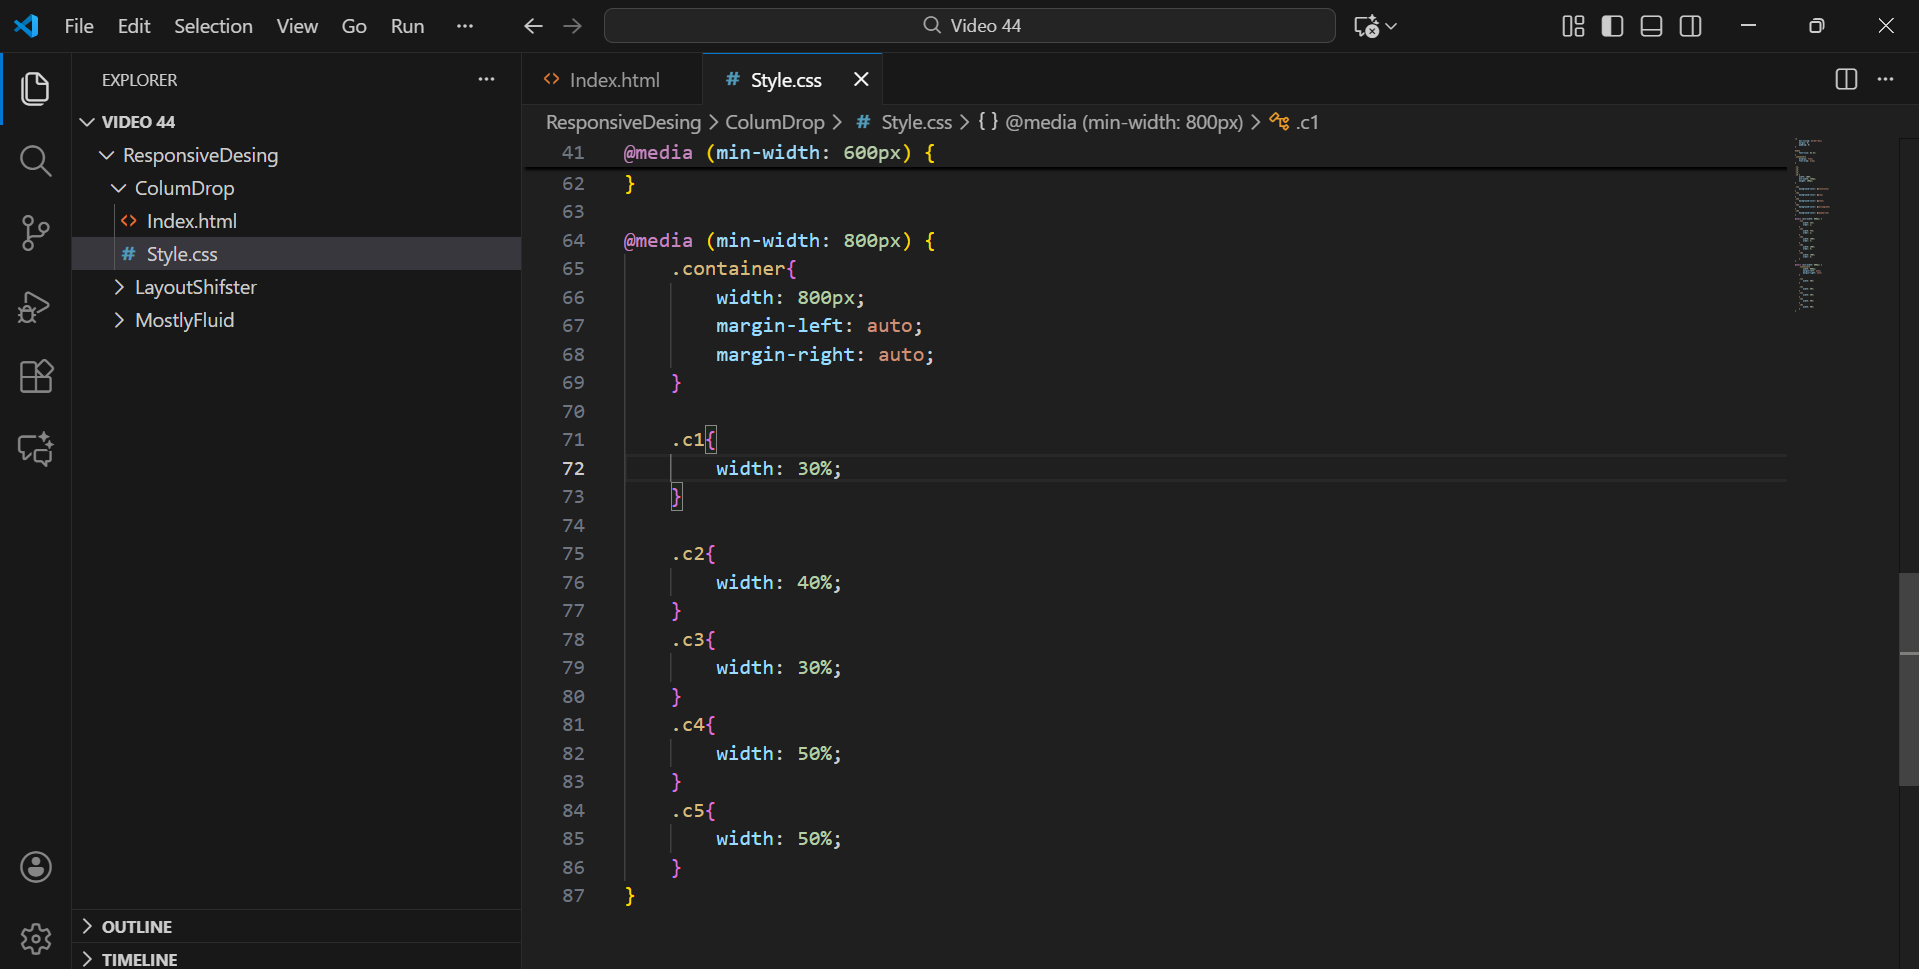 File Edit Selection View Go Run ···
Video 44
EXPLORER ···
VIDEO 44
ResponsiveDesing
ColumDrop
Index.html
Style.css
LayoutShifster
MostlyFluid
OUTLINE
TIMELINE
Index.html
# Style.css
ResponsiveDesing > ColumDrop > # Style.css > {} @media (min-width: 800px) > .c1
41 @media (min-width: 600px) {
62 }
63
64 @media (min-width: 800px) {
65 .container{
66 width: 800px;
67 margin-left: auto;
68 margin-right: auto;
69 }
70
71 .c1{
72 width: 30%;
73 }
74
75 .c2{
76 width: 40%;
77 }
78 .c3{
79 width: 30%;
80 }
81 .c4{
82 width: 50%;
83 }
84 .c5{
85 width: 50%;
86 }
87 }